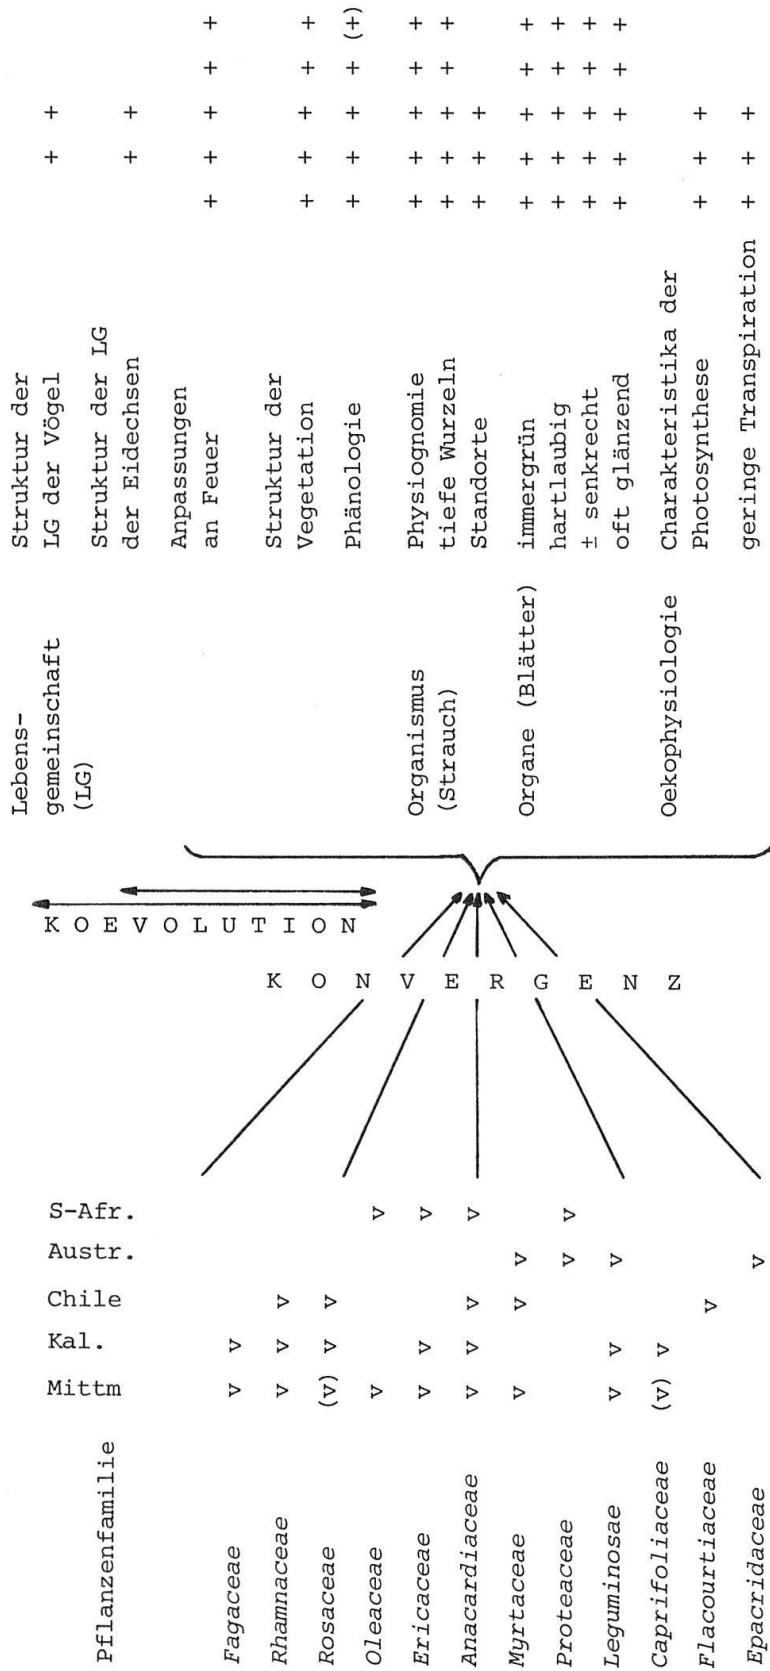 Pflanzenfamilie
Mittm Kal. Chile Austr. S-Afr.
Fagaceae v v
Rhamnaceae v v v
Rosaceae (v) v v
Oleaceae v v
Ericaceae v v v
Anacardiaceae v v v v
Myrtaceae v v v
Proteaceae v v
Leguminosae v v v
Caprifoliaceae (v) v
Flacourtiaceae v
Epacridaceae v
K O N V E R G E N Z
K O E V O L U T I O N
Lebens-
gemeinschaft
(LG)
Struktur der
LG der Vögel + +
Struktur der LG
der Eidechsen + +
Anpassungen
an Feuer + + + + +
Struktur der
Vegetation + + + + +
Phänologie + + + + (+)
Organismus
(Strauch)
Physiognomie + + + + +
tiefe Wurzeln + + + + +
Standorte + + +
Organe (Blätter)
immergrün + + + + +
hartlaubig + + + + +
± senkrecht + + + + +
oft glänzend + + + + +
Oekophysiologie
Charakteristika der
Photosynthese + + +
geringe Transpiration + + +